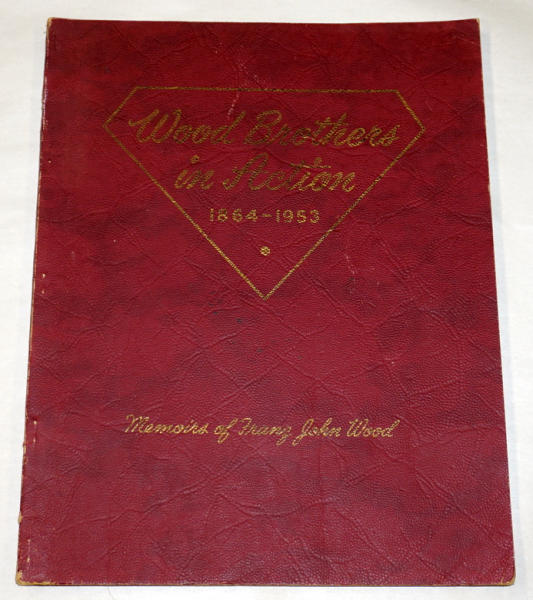 Wood Brothers
in Action
1864-1953
Memoirs of Franz John Wood